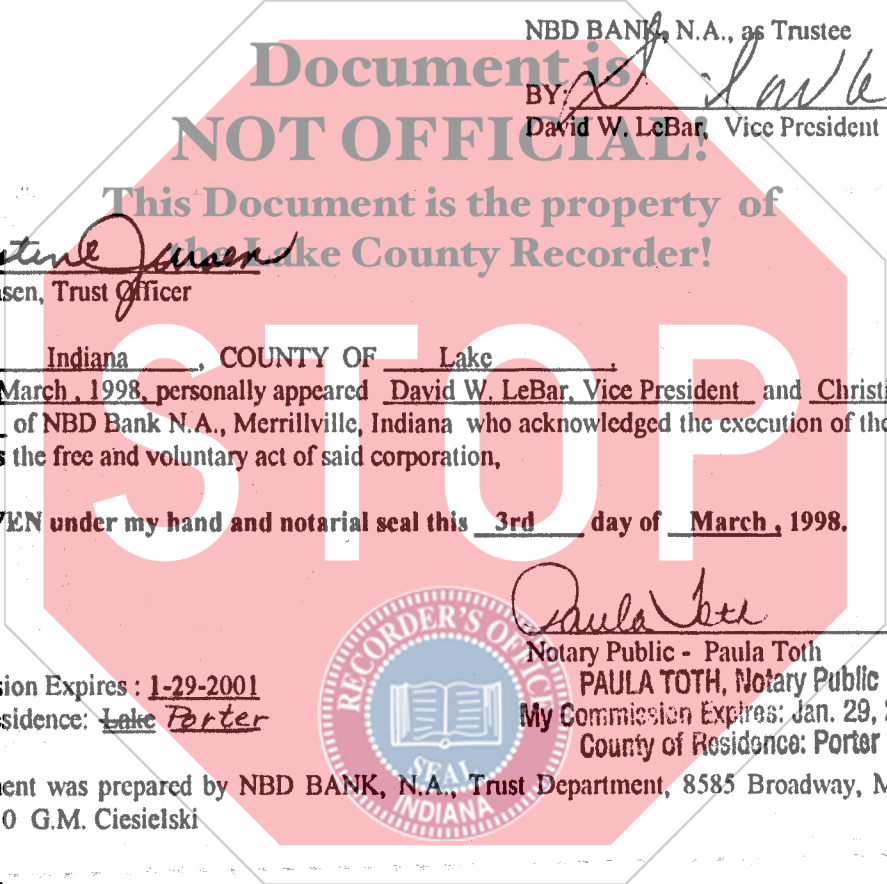 NBD BANK, N.A., as Trustee
Document is
BY:
NOT OFFICIAL!
David W. LeBar, Vice President
This Document is the property of
the Lake County Recorder!
stine Jansen
sen, Trust Officer
STOP
Indiana , COUNTY OF Lake ,
March , 1998, personally appeared David W. LeBar, Vice President and Christi
of NBD Bank N.A., Merrillville, Indiana who acknowledged the execution of the
s the free and voluntary act of said corporation,
VEN under my hand and notarial seal this 3rd day of March , 1998.
Paula Toth
Notary Public - Paula Toth
PAULA TOTH, Notary Public
sion Expires : 1-29-2001
My Commission Expires: Jan. 29, 2
sidence: Lake Porter
County of Residence: Porter
RECORDER'S OFFICE
SEAL
INDIANA
ent was prepared by NBD BANK, N.A., Trust Department, 8585 Broadway, M
0 G.M. Ciesielski